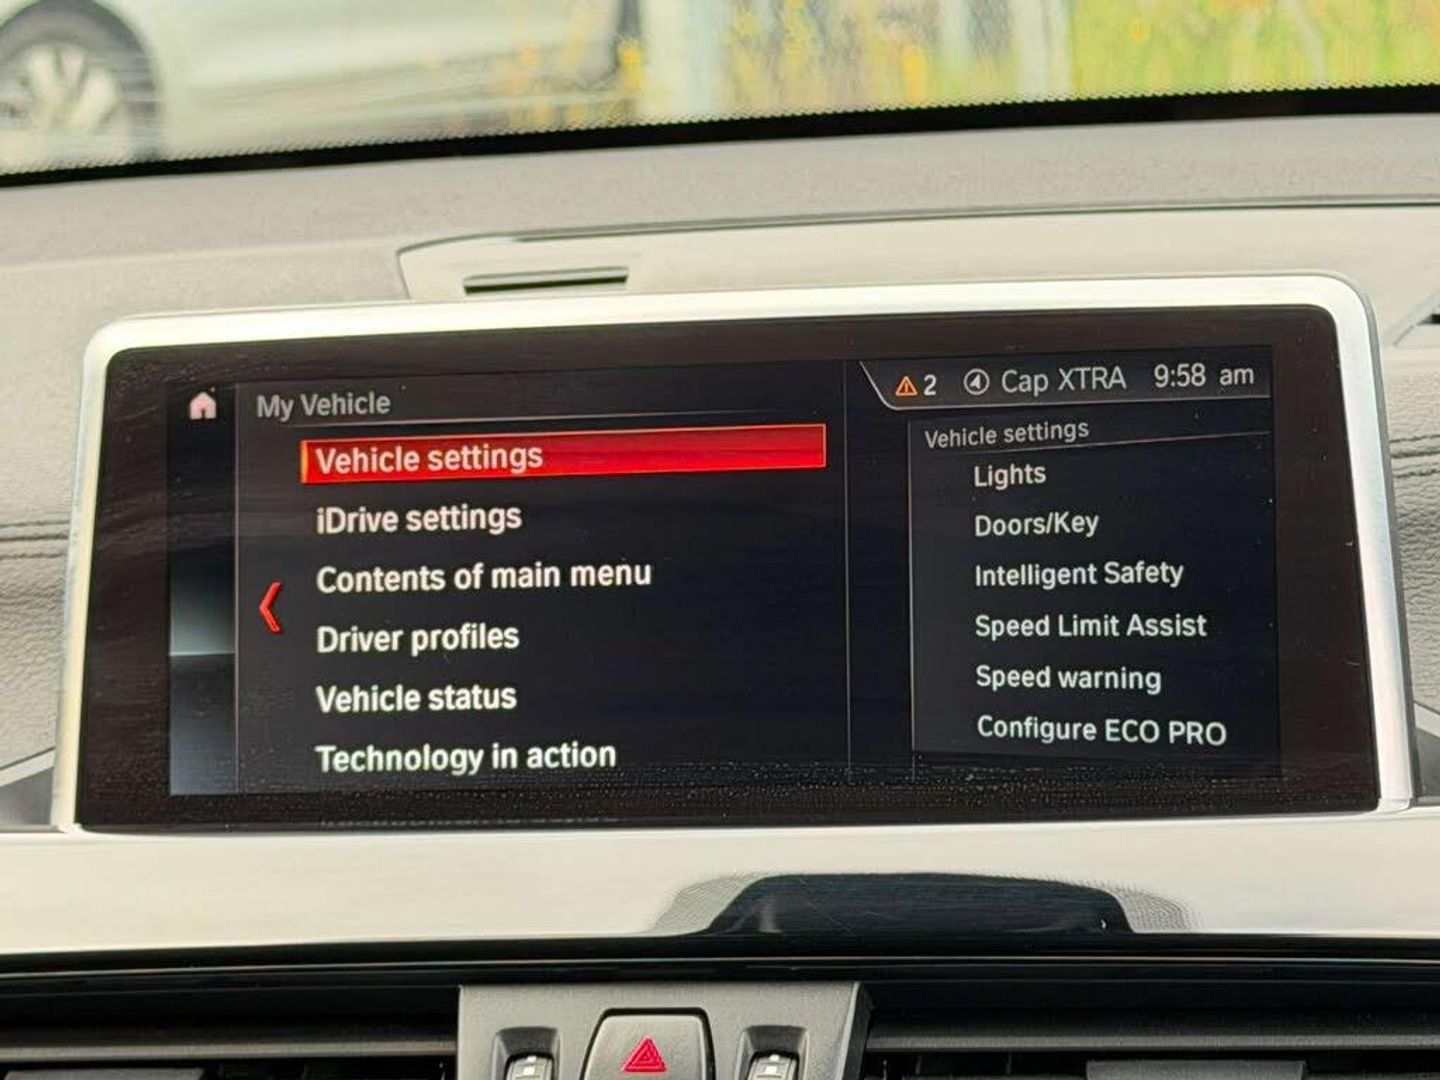 My Vehicle
2 Cap XTRA 9:58 am
Vehicle settings
iDrive settings
Contents of main menu
Driver profiles
Vehicle status
Technology in action
Vehicle settings
Lights
Doors/Key
Intelligent Safety
Speed Limit Assist
Speed warning
Configure ECO PRO